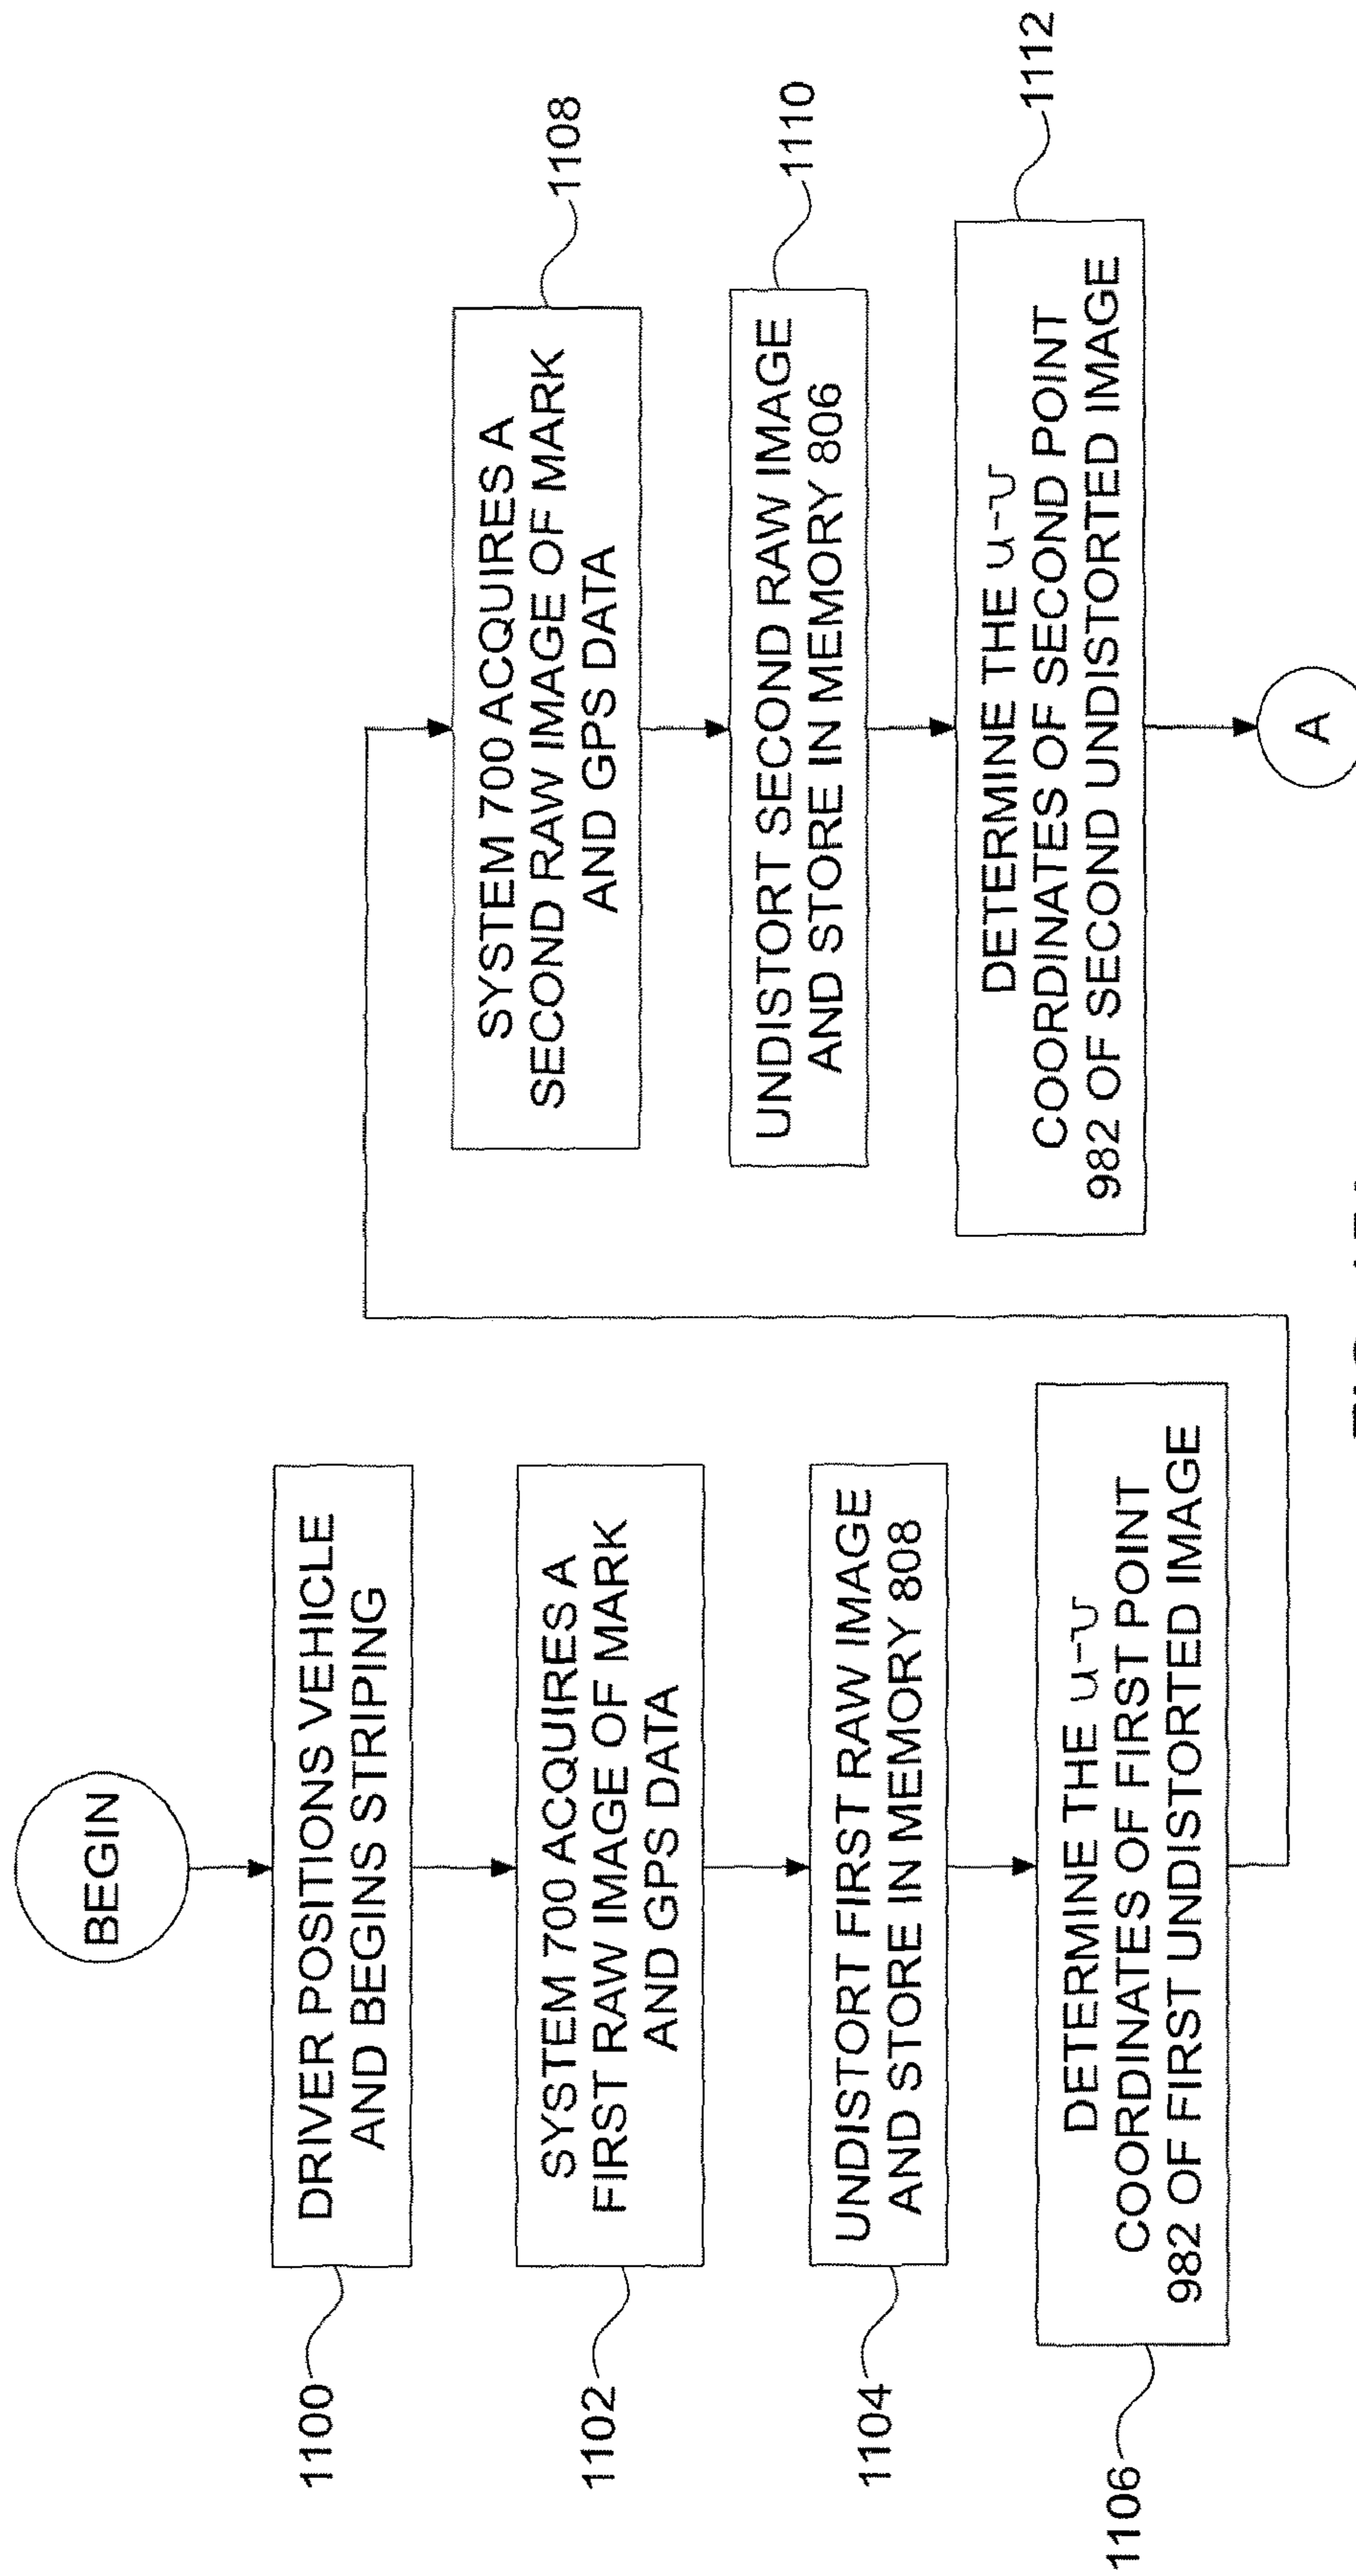 BEGIN
DRIVER POSITIONS VEHICLE
AND BEGINS STRIPING
1100
SYSTEM 700 ACQUIRES A
FIRST RAW IMAGE OF MARK
AND GPS DATA
1102
UNDISTORT FIRST RAW IMAGE
AND STORE IN MEMORY 808
1104
DETERMINE THE u-v
COORDINATES OF FIRST POINT
982 OF FIRST UNDISTORTED IMAGE
1106
SYSTEM 700 ACQUIRES A
SECOND RAW IMAGE OF MARK
AND GPS DATA
1108
UNDISTORT SECOND RAW IMAGE
AND STORE IN MEMORY 806
1110
DETERMINE THE u-v
COORDINATES OF SECOND POINT
982 OF SECOND UNDISTORTED IMAGE
1112
A